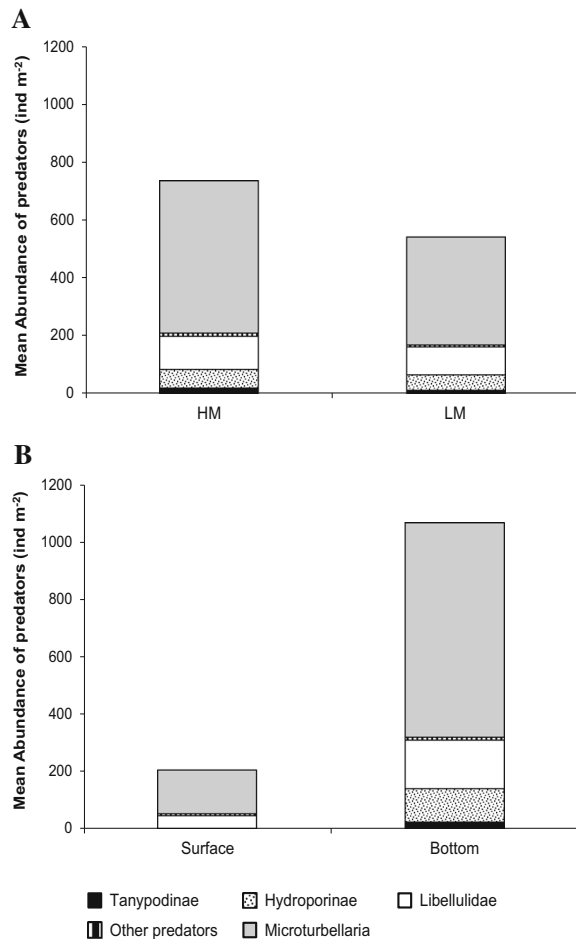 A
Mean Abundance of predators (ind m-2)
1200
1000
800
600
400
200
0
HM
LM
B
Mean Abundance of predators (ind m-2)
1200
1000
800
600
400
200
0
Surface
Bottom
Tanypodinae
Hydroporinae
Libellulidae
Other predators
Microturbellaria